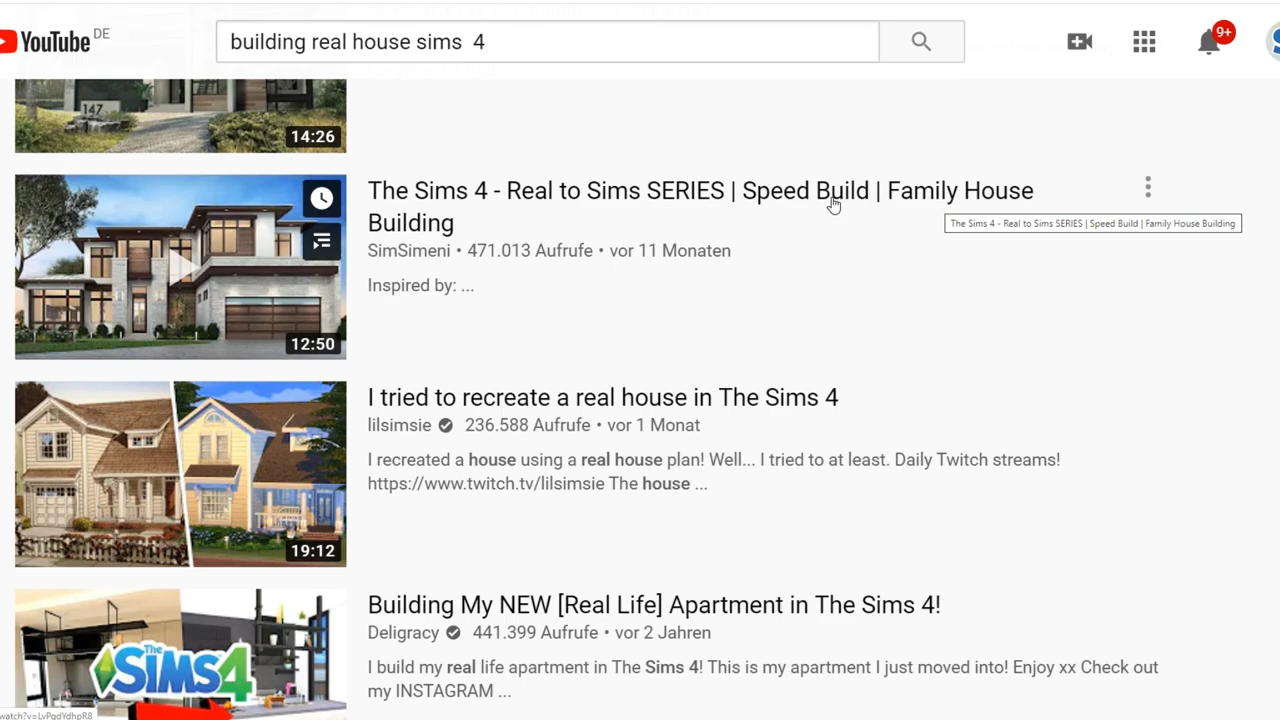 YouTube DE
building real house sims  4
9+
147
14:26
The Sims 4 - Real to Sims SERIES | Speed Build | Family House
Building
The Sims 4 - Real to Sims SERIES | Speed Build | Family House Building
SimSimeni • 471.013 Aufrufe • vor 11 Monaten
Inspired by: ...
12:50
I tried to recreate a real house in The Sims 4
lilsimsie 236.588 Aufrufe • vor 1 Monat
I recreated a house using a real house plan! Well... I tried to at least. Daily Twitch streams!
https://www.twitch.tv/lilsimsie The house ...
19:12
Building My NEW [Real Life] Apartment in The Sims 4!
Deligracy 441.399 Aufrufe • vor 2 Jahren
I build my real life apartment in The Sims 4! This is my apartment I just moved into! Enjoy xx Check out
my INSTAGRAM ...
The SIMS 4
watch?v=LvPqdYdhpR8